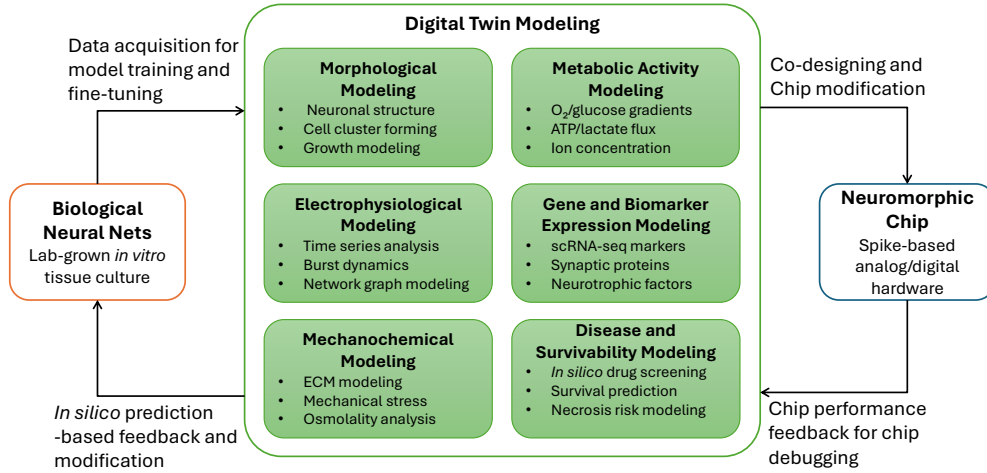 Data acquisition for
model training and
fine-tuning
Biological
Neural Nets
Lab-grown in vitro
tissue culture
In silico prediction
-based feedback and
modification
Digital Twin Modeling
Morphological
Modeling
• Neuronal structure
• Cell cluster forming
• Growth modeling
Metabolic Activity
Modeling
• O₂/glucose gradients
• ATP/lactate flux
• Ion concentration
Electrophysiological
Modeling
• Time series analysis
• Burst dynamics
• Network graph modeling
Gene and Biomarker
Expression Modeling
• scRNA-seq markers
• Synaptic proteins
• Neurotrophic factors
Mechanochemical
Modeling
• ECM modeling
• Mechanical stress
• Osmolality analysis
Disease and
Survivability Modeling
• In silico drug screening
• Survival prediction
• Necrosis risk modeling
Co-designing and
Chip modification
Neuromorphic
Chip
Spike-based
analog/digital
hardware
Chip performance
feedback for chip
debugging